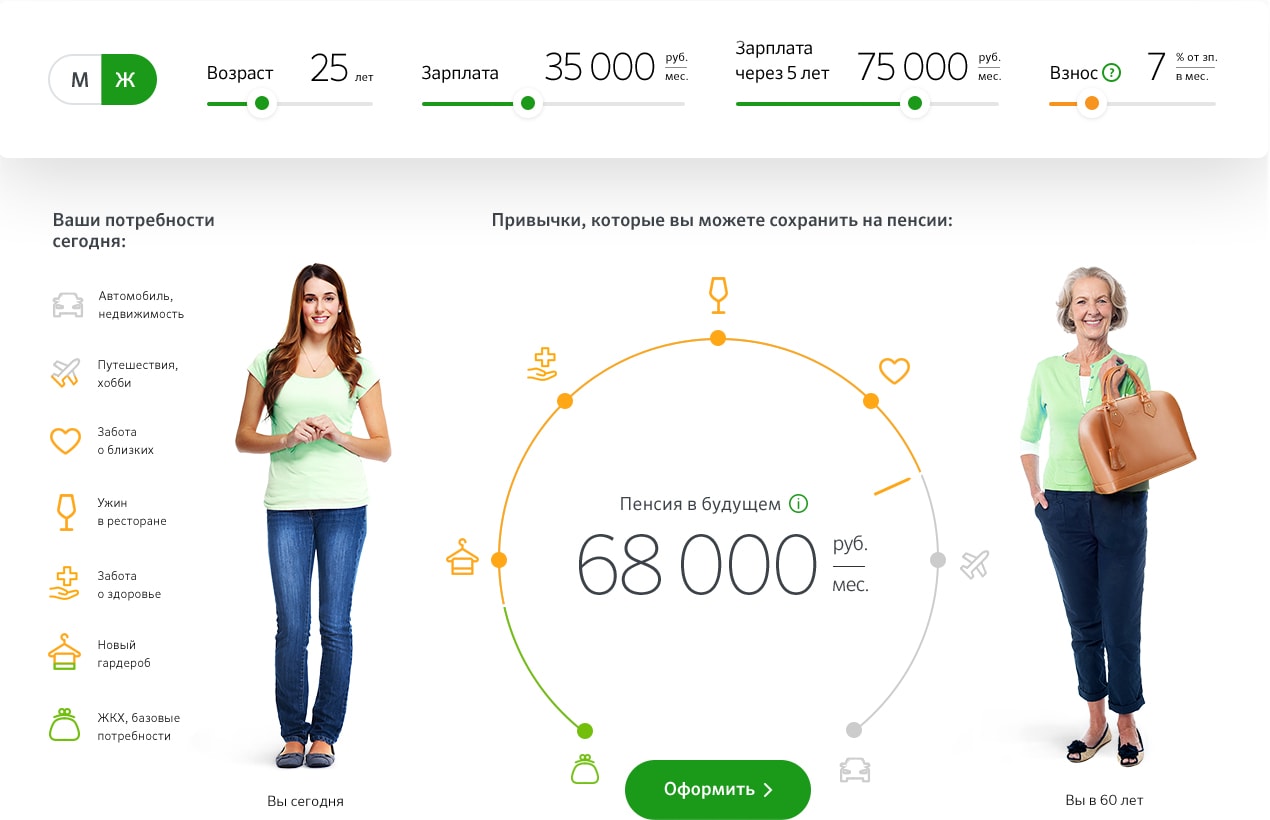 М Ж
Возраст 25 лет
Зарплата 35 000 руб. мес.
Зарплата
через 5 лет 75 000 руб. мес.
Взнос ? 7 % от зп. в мес.
Ваши потребности
сегодня:
Автомобиль,
недвижимость
Путешествия,
хобби
Забота
о близких
Ужин
в ресторане
Забота
о здоровье
Новый
гардероб
ЖКХ, базовые
потребности
Вы сегодня
Привычки, которые вы можете сохранить на пенсии:
Пенсия в будущем i
68 000 руб. мес.
Оформить
Вы в 60 лет